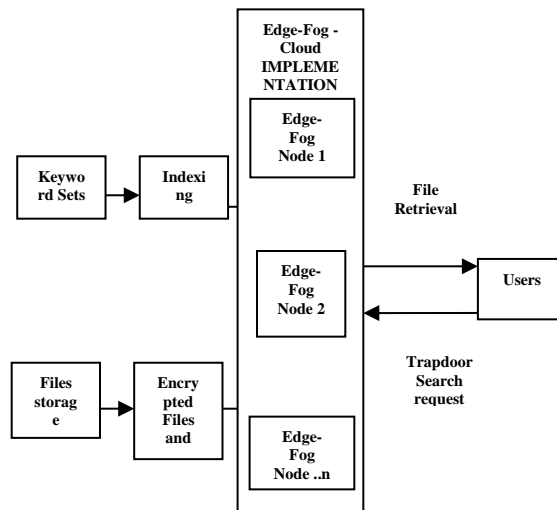 Edge-Fog -
Cloud
IMPLEME
NTATION
Edge-
Fog
Node 1
Keywo
rd Sets
Indexi
ng
File
Retrieval
Edge-
Fog
Node 2
Users
Trapdoor
Search
request
Files
storag
e
Encry
pted
Files
and
Edge-
Fog
Node ..n